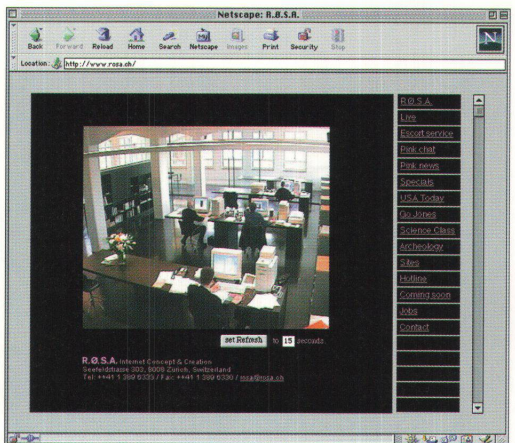 Netscape: R.Ø.S.A.
Back Forward Reload Home Search Netscape Images Print Security Stop
Location: http://www.rosa.ch/
N
R.Ø.S.A.
Live
Escort service
Pink chat
Pink news
Specials
USA Today
Go Jones
Science Class
Archeology
Sites
Hotline
Coming soon
Jobs
Contact
set Refresh to 15 seconds
R.Ø.S.A. Internet Concept & Creation
Seefeldstrasse 303, 8008 Zürich, Switzerland
Tel: ++41 1 389 6333 / Fax: ++41 1 389 6330 / rosa@rosa.ch